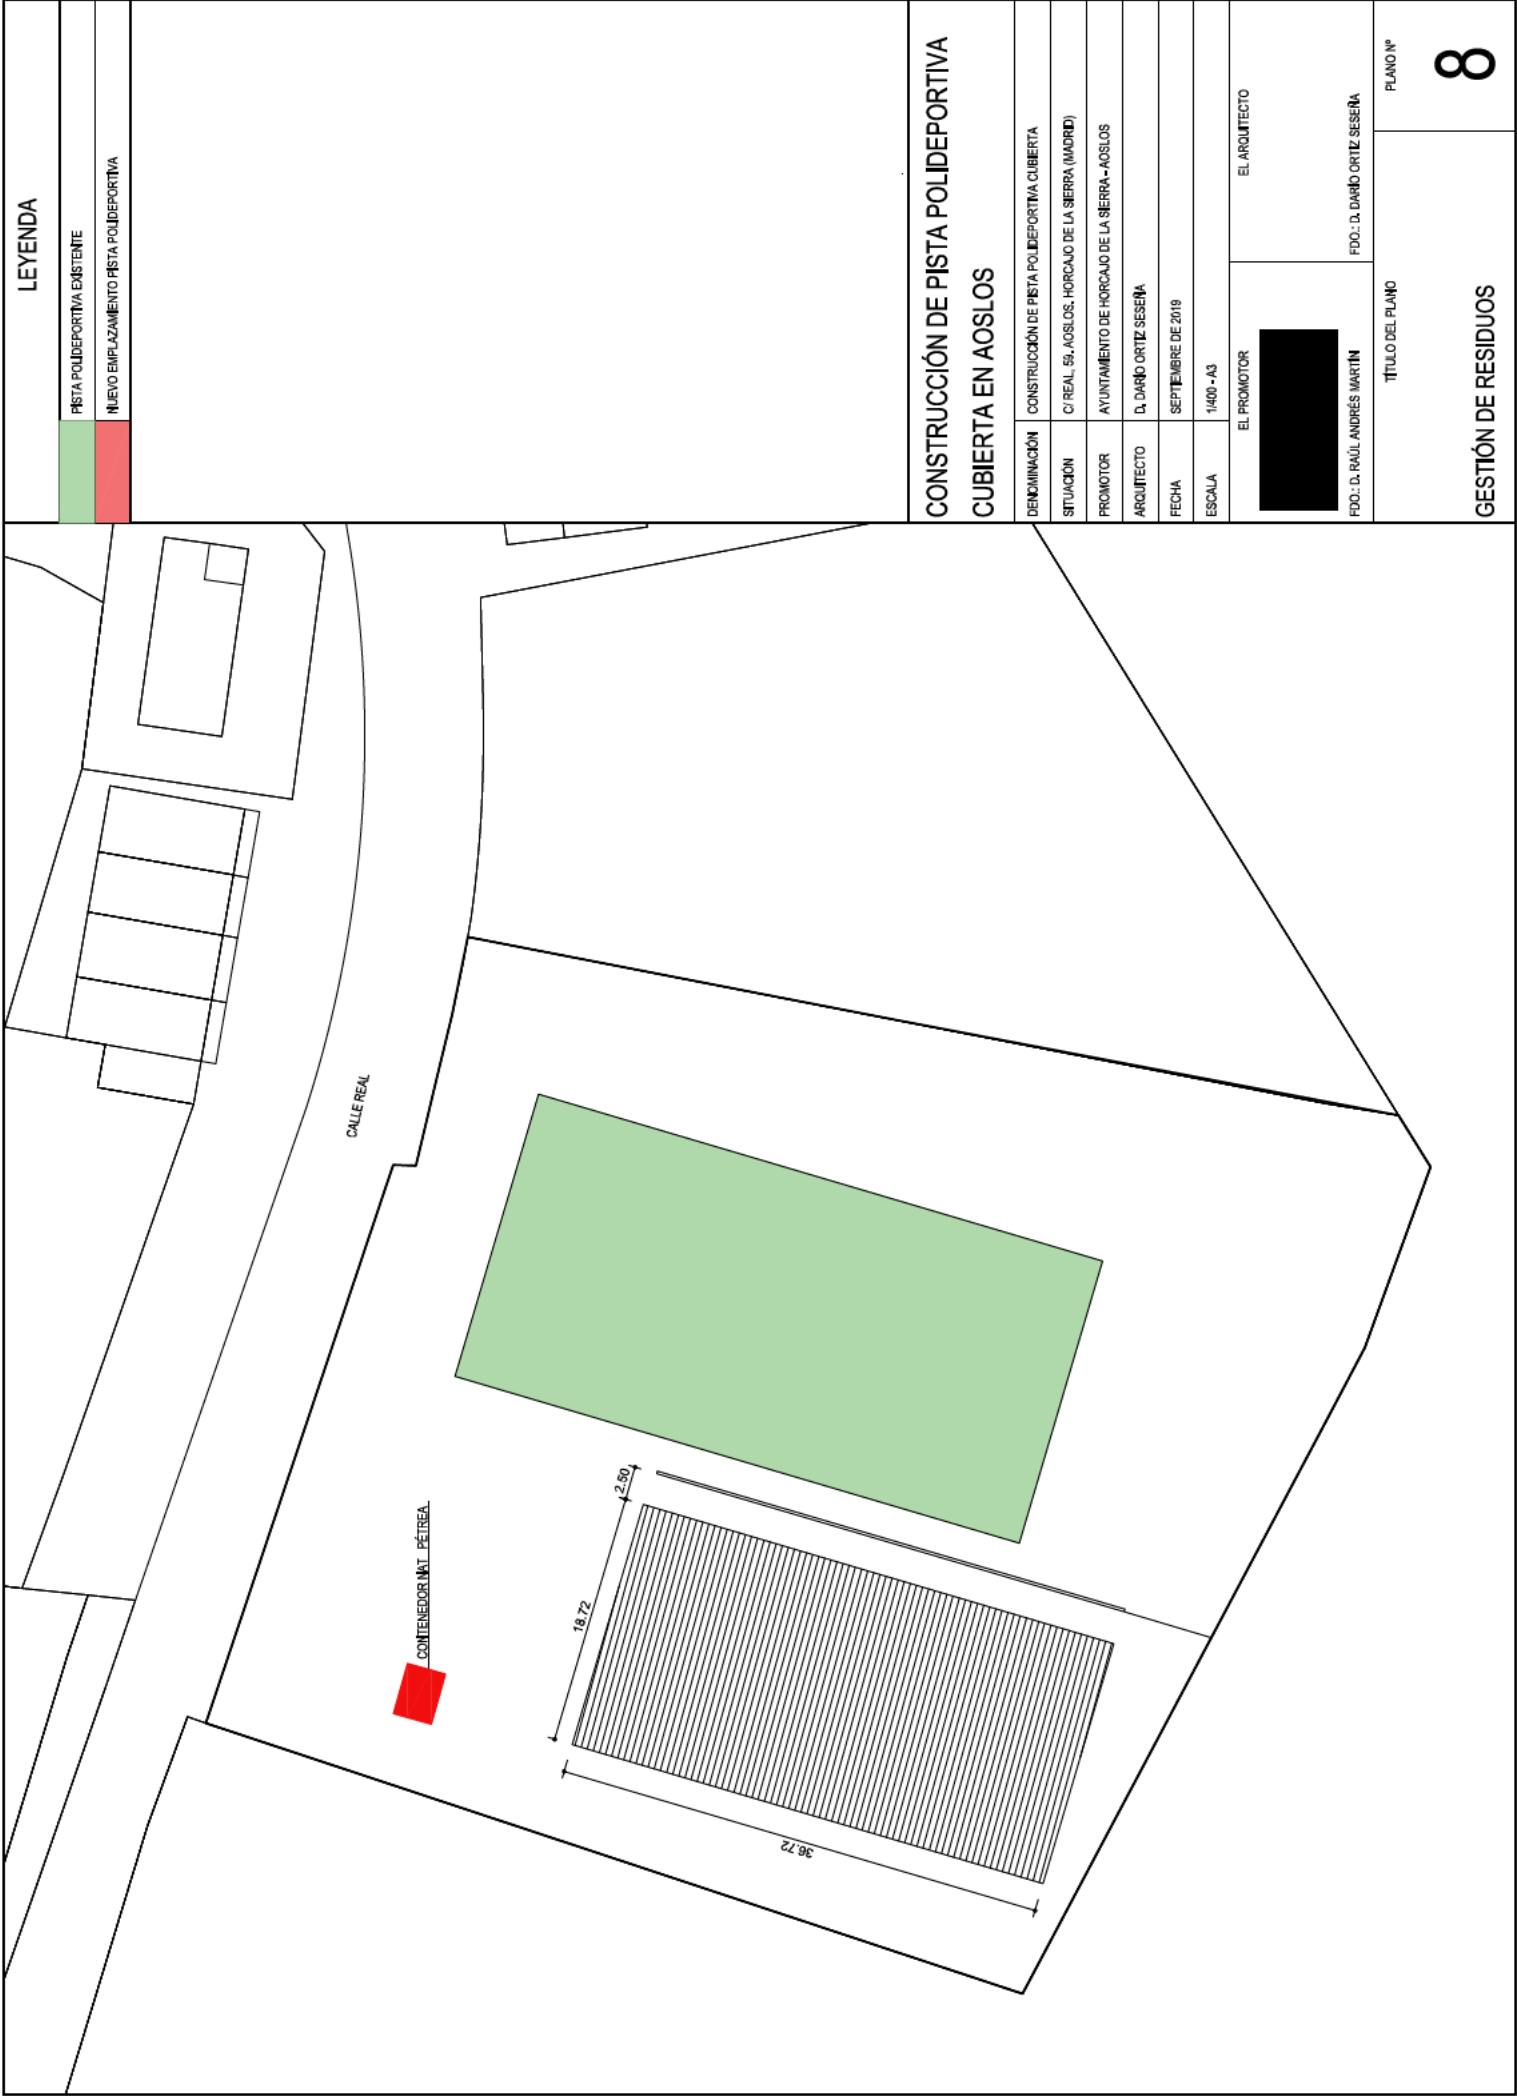 LEYENDA
PISTA POLIDEPORTIVA EXISTENTE
NUEVO EMPLAZAMIENTO PISTA POLIDEPORTIVA
CALLE REAL
CONTENEDOR NAT PÉTREA
2.50
18.72
36.72
CONSTRUCCIÓN DE PISTA POLIDEPORTIVA
CUBIERTA EN AOSLOS
DENOMINACIÓN CONSTRUCCIÓN DE PISTA POLIDEPORTIVA CUBIERTA
SITUACIÓN C/ REAL, 59. AOSLOS. HORCAJO DE LA SIERRA (MADRID)
PROMOTOR AYUNTAMIENTO DE HORCAJO DE LA SIERRA - AOSLOS
ARQUITECTO D. DARÍO ORTIZ SESEÑA
FECHA SEPTIEMBRE DE 2019
ESCALA 1/400 - A3
EL PROMOTOR EL ARQUITECTO
FDO.: D. RAÚL ANDRÉS MARTÍN FDO.: D. DARÍO ORTIZ SESEÑA
TÍTULO DEL PLANO PLANO Nº
GESTIÓN DE RESIDUOS 8